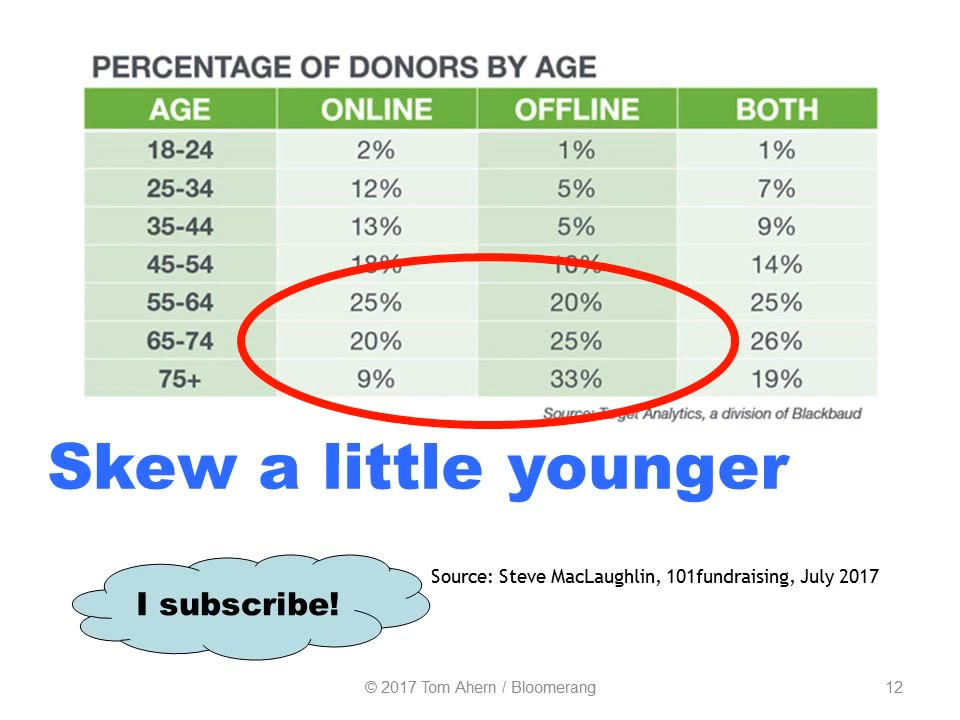 PERCENTAGE OF DONORS BY AGE
AGE ONLINE OFFLINE BOTH
18-24 2% 1% 1%
25-34 12% 5% 7%
35-44 13% 5% 9%
45-54 18% 10% 14%
55-64 25% 20% 25%
65-74 20% 25% 26%
75+ 9% 33% 19%
Source: Target Analytics, a division of Blackbaud
Skew a little younger
Source: Steve MacLaughlin, 101fundraising, July 2017
I subscribe!
© 2017 Tom Ahern / Bloomerang 12